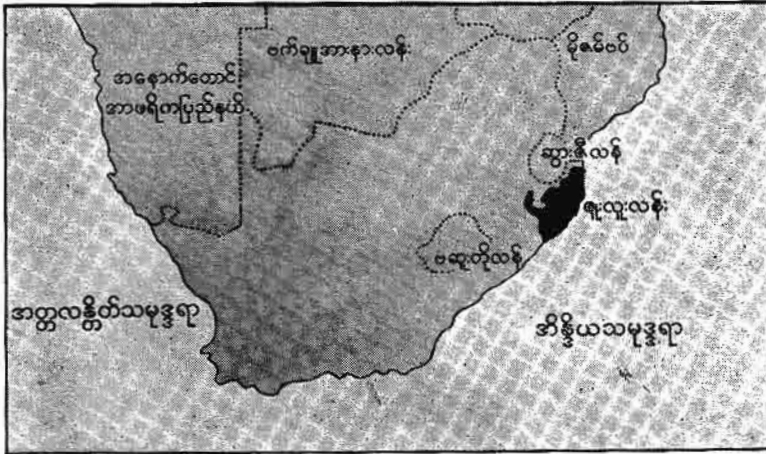 ဗက်ချူအားနားလန်း
မိုဇမ်ဗပ်
အနောက်တောင်
အာဖရိကပြည်နယ်
ဆွားဇီလန်
ဇူးလူးလန်း
ဗဆူတိုလန်
အတ္တလန္တိတ်သမုဒ္ဒရာ
အိန္ဒိယသမုဒ္ဒရာ